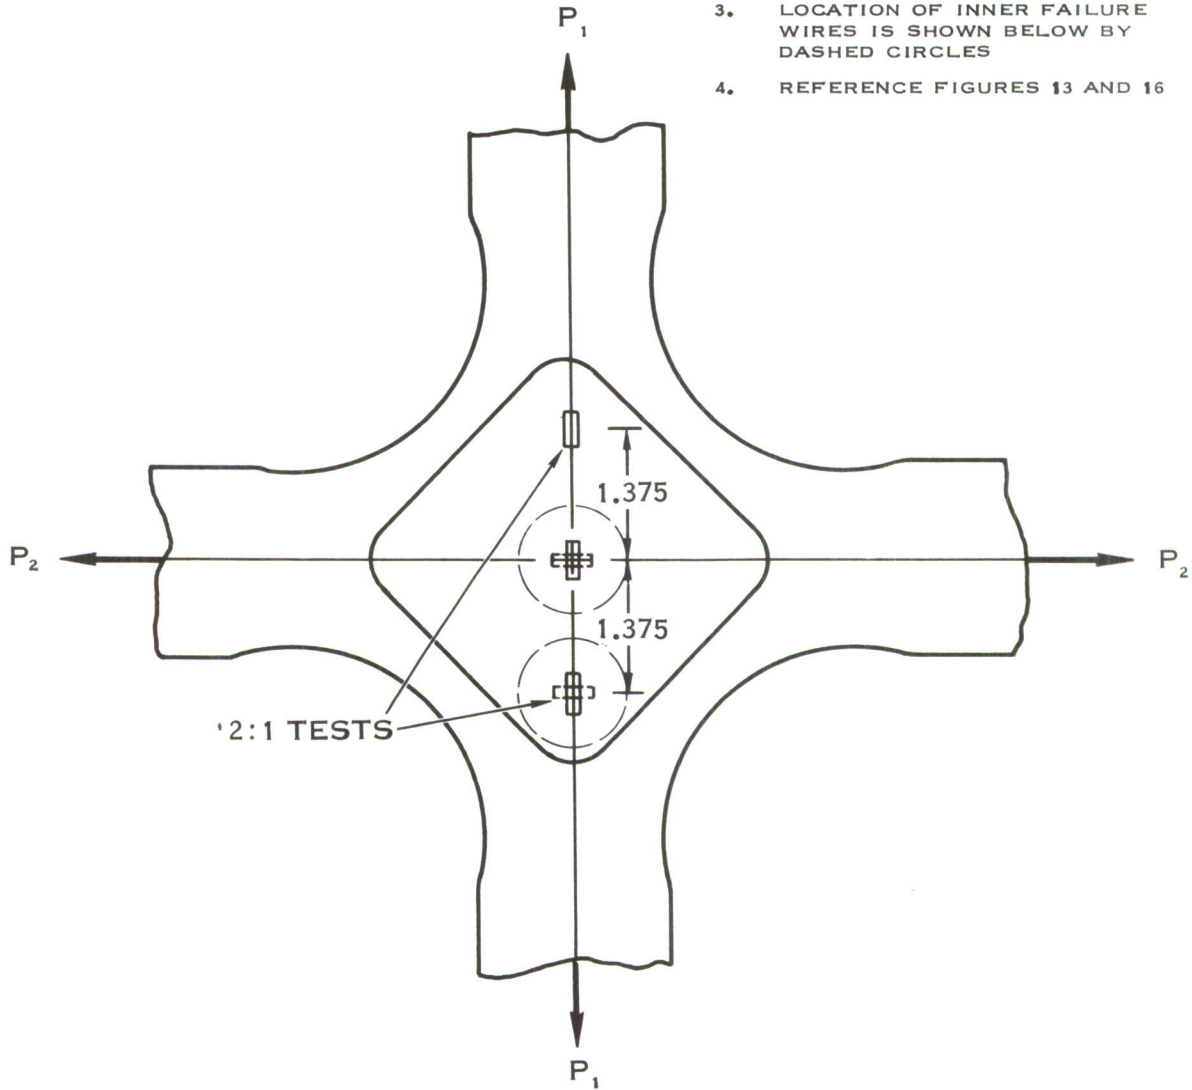 P₁
3. LOCATION OF INNER FAILURE
WIRES IS SHOWN BELOW BY
DASHED CIRCLES
4. REFERENCE FIGURES 13 AND 16
1.375
P₂
P₂
1.375
2:1 TESTS
P₁